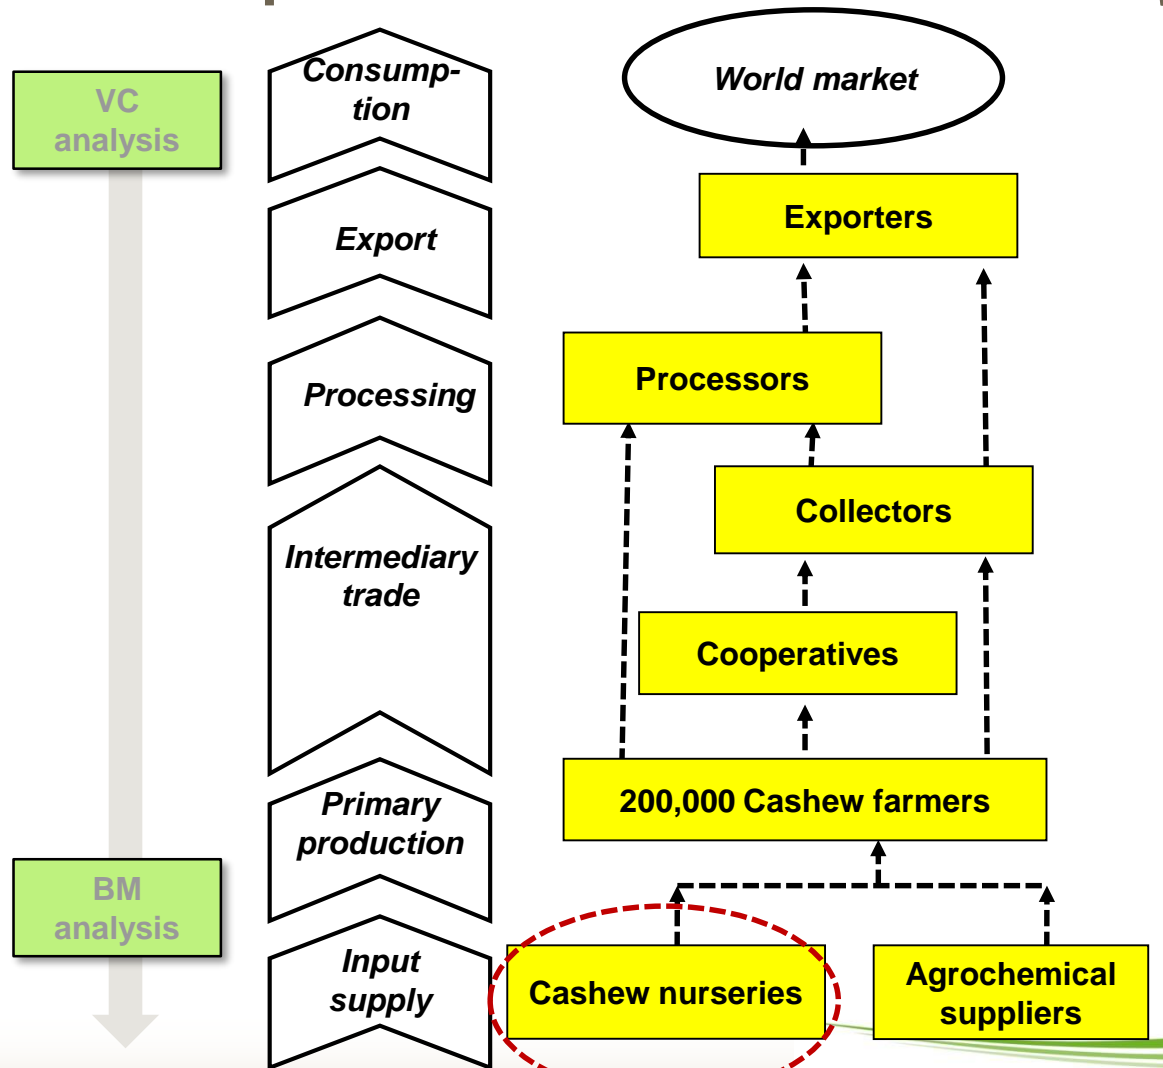 VC
analysis
Consump-
tion
World market
Export
Exporters
Processing
Processors
Collectors
Intermediary
trade
Cooperatives
Primary
production
200,000 Cashew farmers
BM
analysis
Input
supply
Cashew nurseries
Agrochemical
suppliers